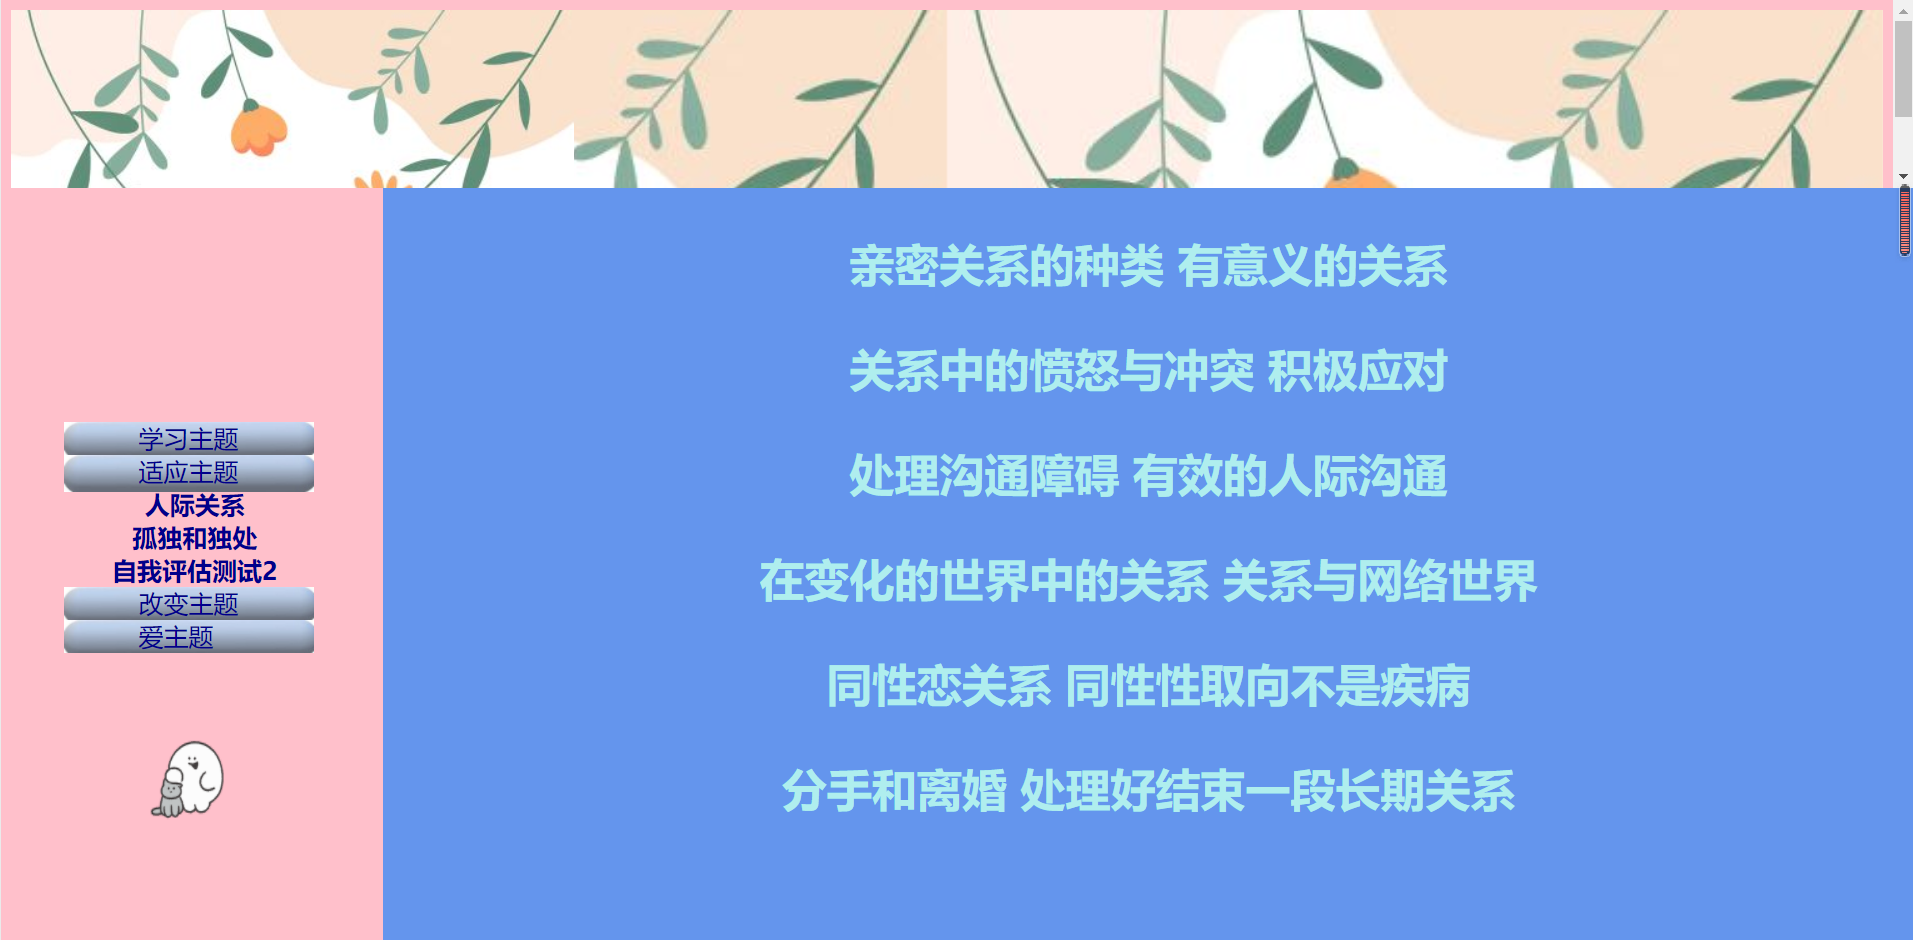 学习主题
适应主题
人际关系
孤独和独处
自我评估测试2
改变主题
爱主题
亲密关系的种类 有意义的关系
关系中的愤怒与冲突 积极应对
处理沟通障碍 有效的人际沟通
在变化的世界中的关系 关系与网络世界
同性恋关系 同性性取向不是疾病
分手和离婚 处理好结束一段长期关系